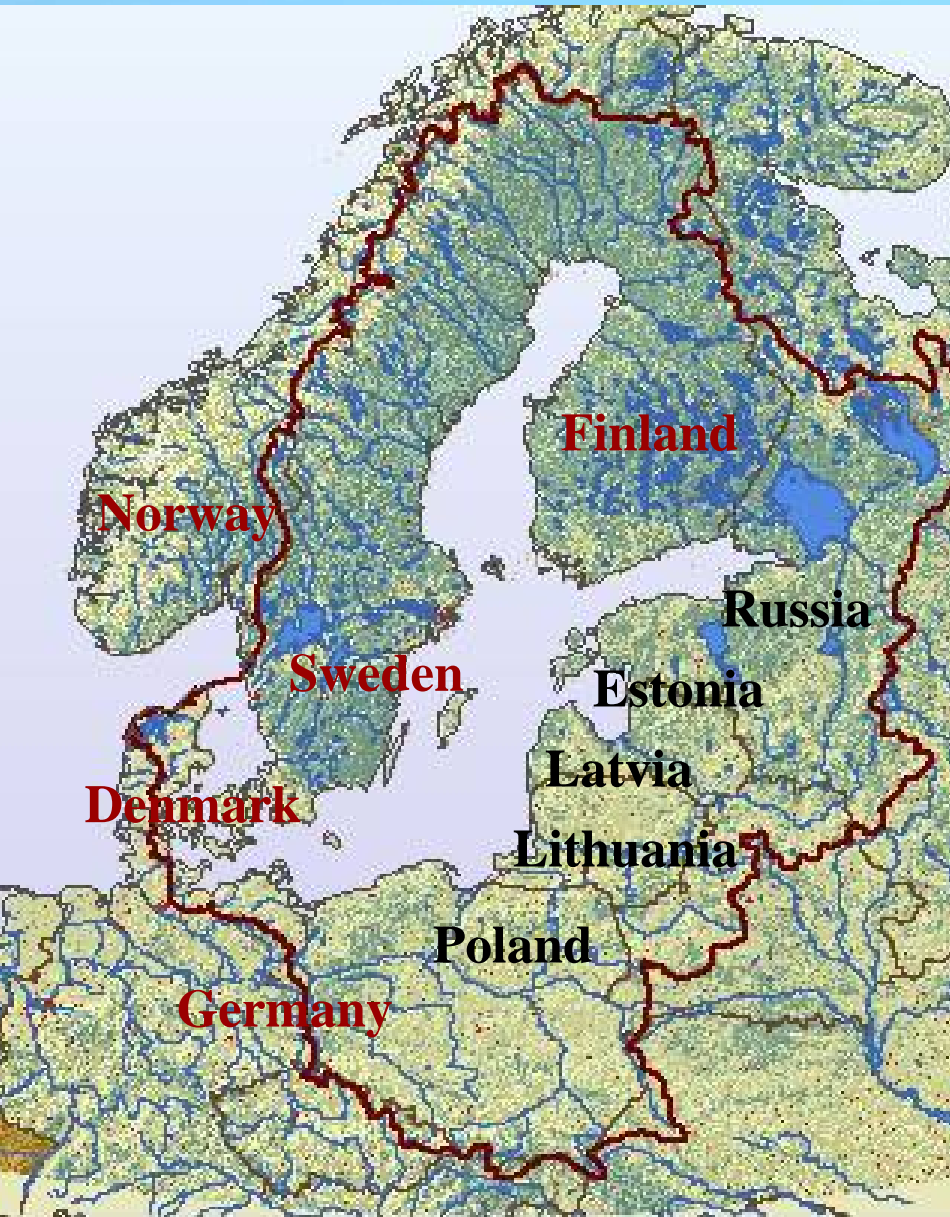 Finland
Norway
Russia
Sweden
Estonia
Latvia
Denmark
Lithuania
Poland
Germany